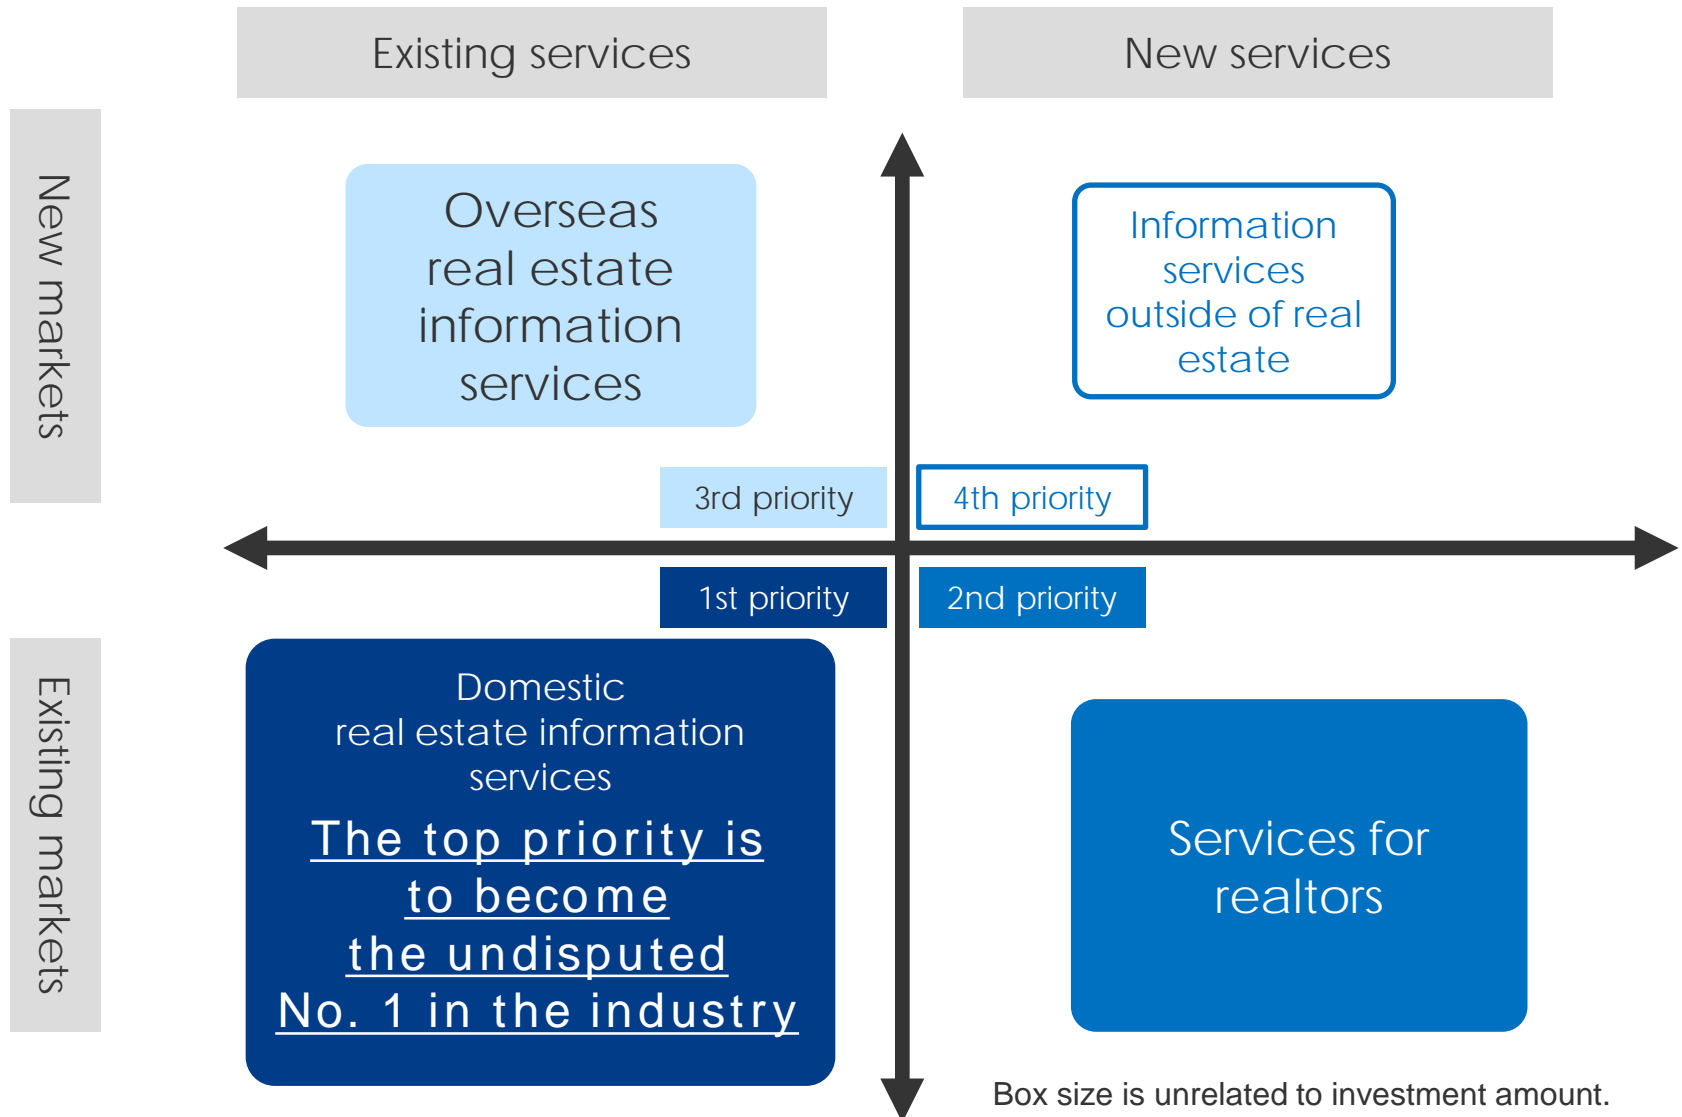 Existing services
New services
New markets
Overseas
real estate
information
services
Information
services
outside of real
estate
3rd priority
4th priority
1st priority
2nd priority
Existing markets
Domestic
real estate information
services
The top priority is
to become
the undisputed
No. 1 in the industry
Services for
realtors
Box size is unrelated to investment amount.